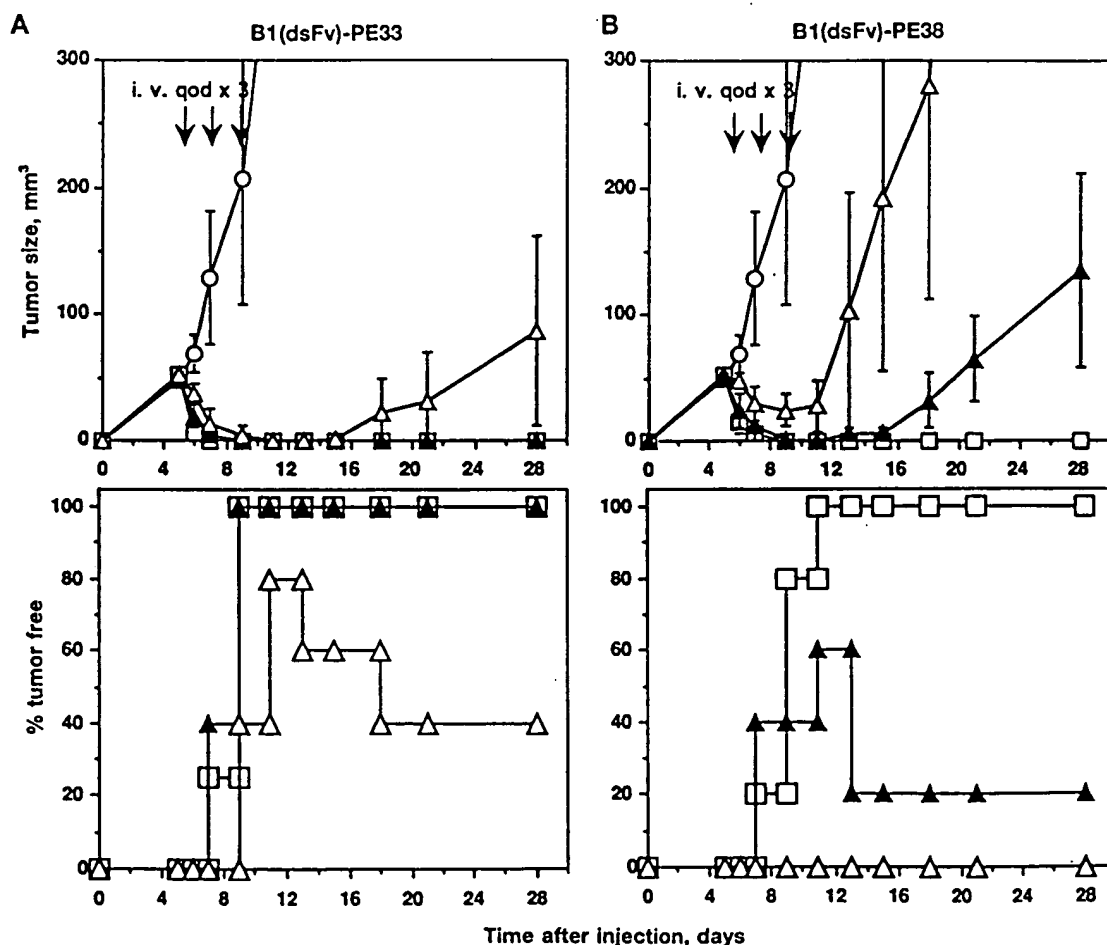 A
B1(dsFv)-PE33
B
B1(dsFv)-PE38
300
i. v. qod x 3
200
100
0
Tumor size, mm³
0 4 8 12 16 20 24 28
300
i. v. qod x 3
200
100
0
0 4 8 12 16 20 24 28
100
80
60
40
20
0
% tumor free
0 4 8 12 16 20 24 28
100
80
60
40
20
0
0 4 8 12 16 20 24 28
Time after injection, days